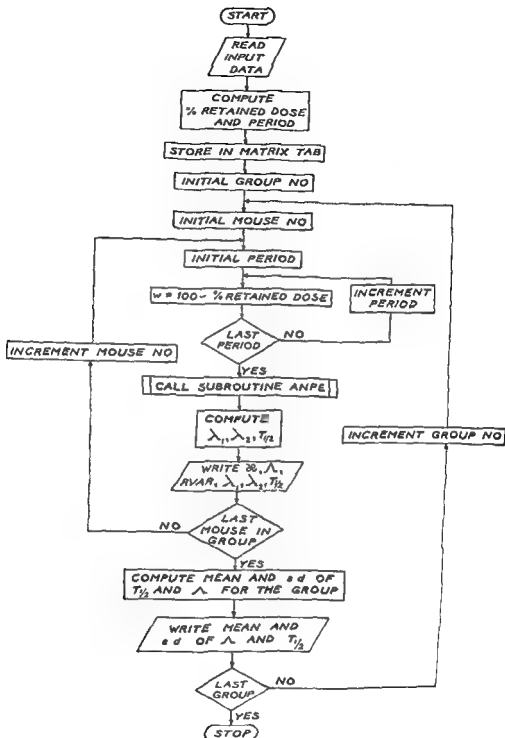 START
READ
INPUT
DATA
COMPUTE
% RETAINED DOSE
AND PERIOD
STORE IN MATRIX TAB
INITIAL GROUP NO
INITIAL MOUSE NO
INITIAL PERIOD
w = 100 - % RETAINED DOSE
INCREMENT
PERIOD
LAST
PERIOD
NO
YES
INCREMENT MOUSE NO
CALL SUBROUTINE ANPE
COMPUTE
λ₁, λ₂, T½
INCREMENT GROUP NO
WRITE Λ,
RVAR, λ₁, λ₂, T½
LAST
MOUSE IN
GROUP
NO
YES
COMPUTE MEAN AND s d OF
T½ AND Λ FOR THE GROUP
WRITE MEAN AND
s d OF Λ AND T½
LAST
GROUP
NO
YES
STOP